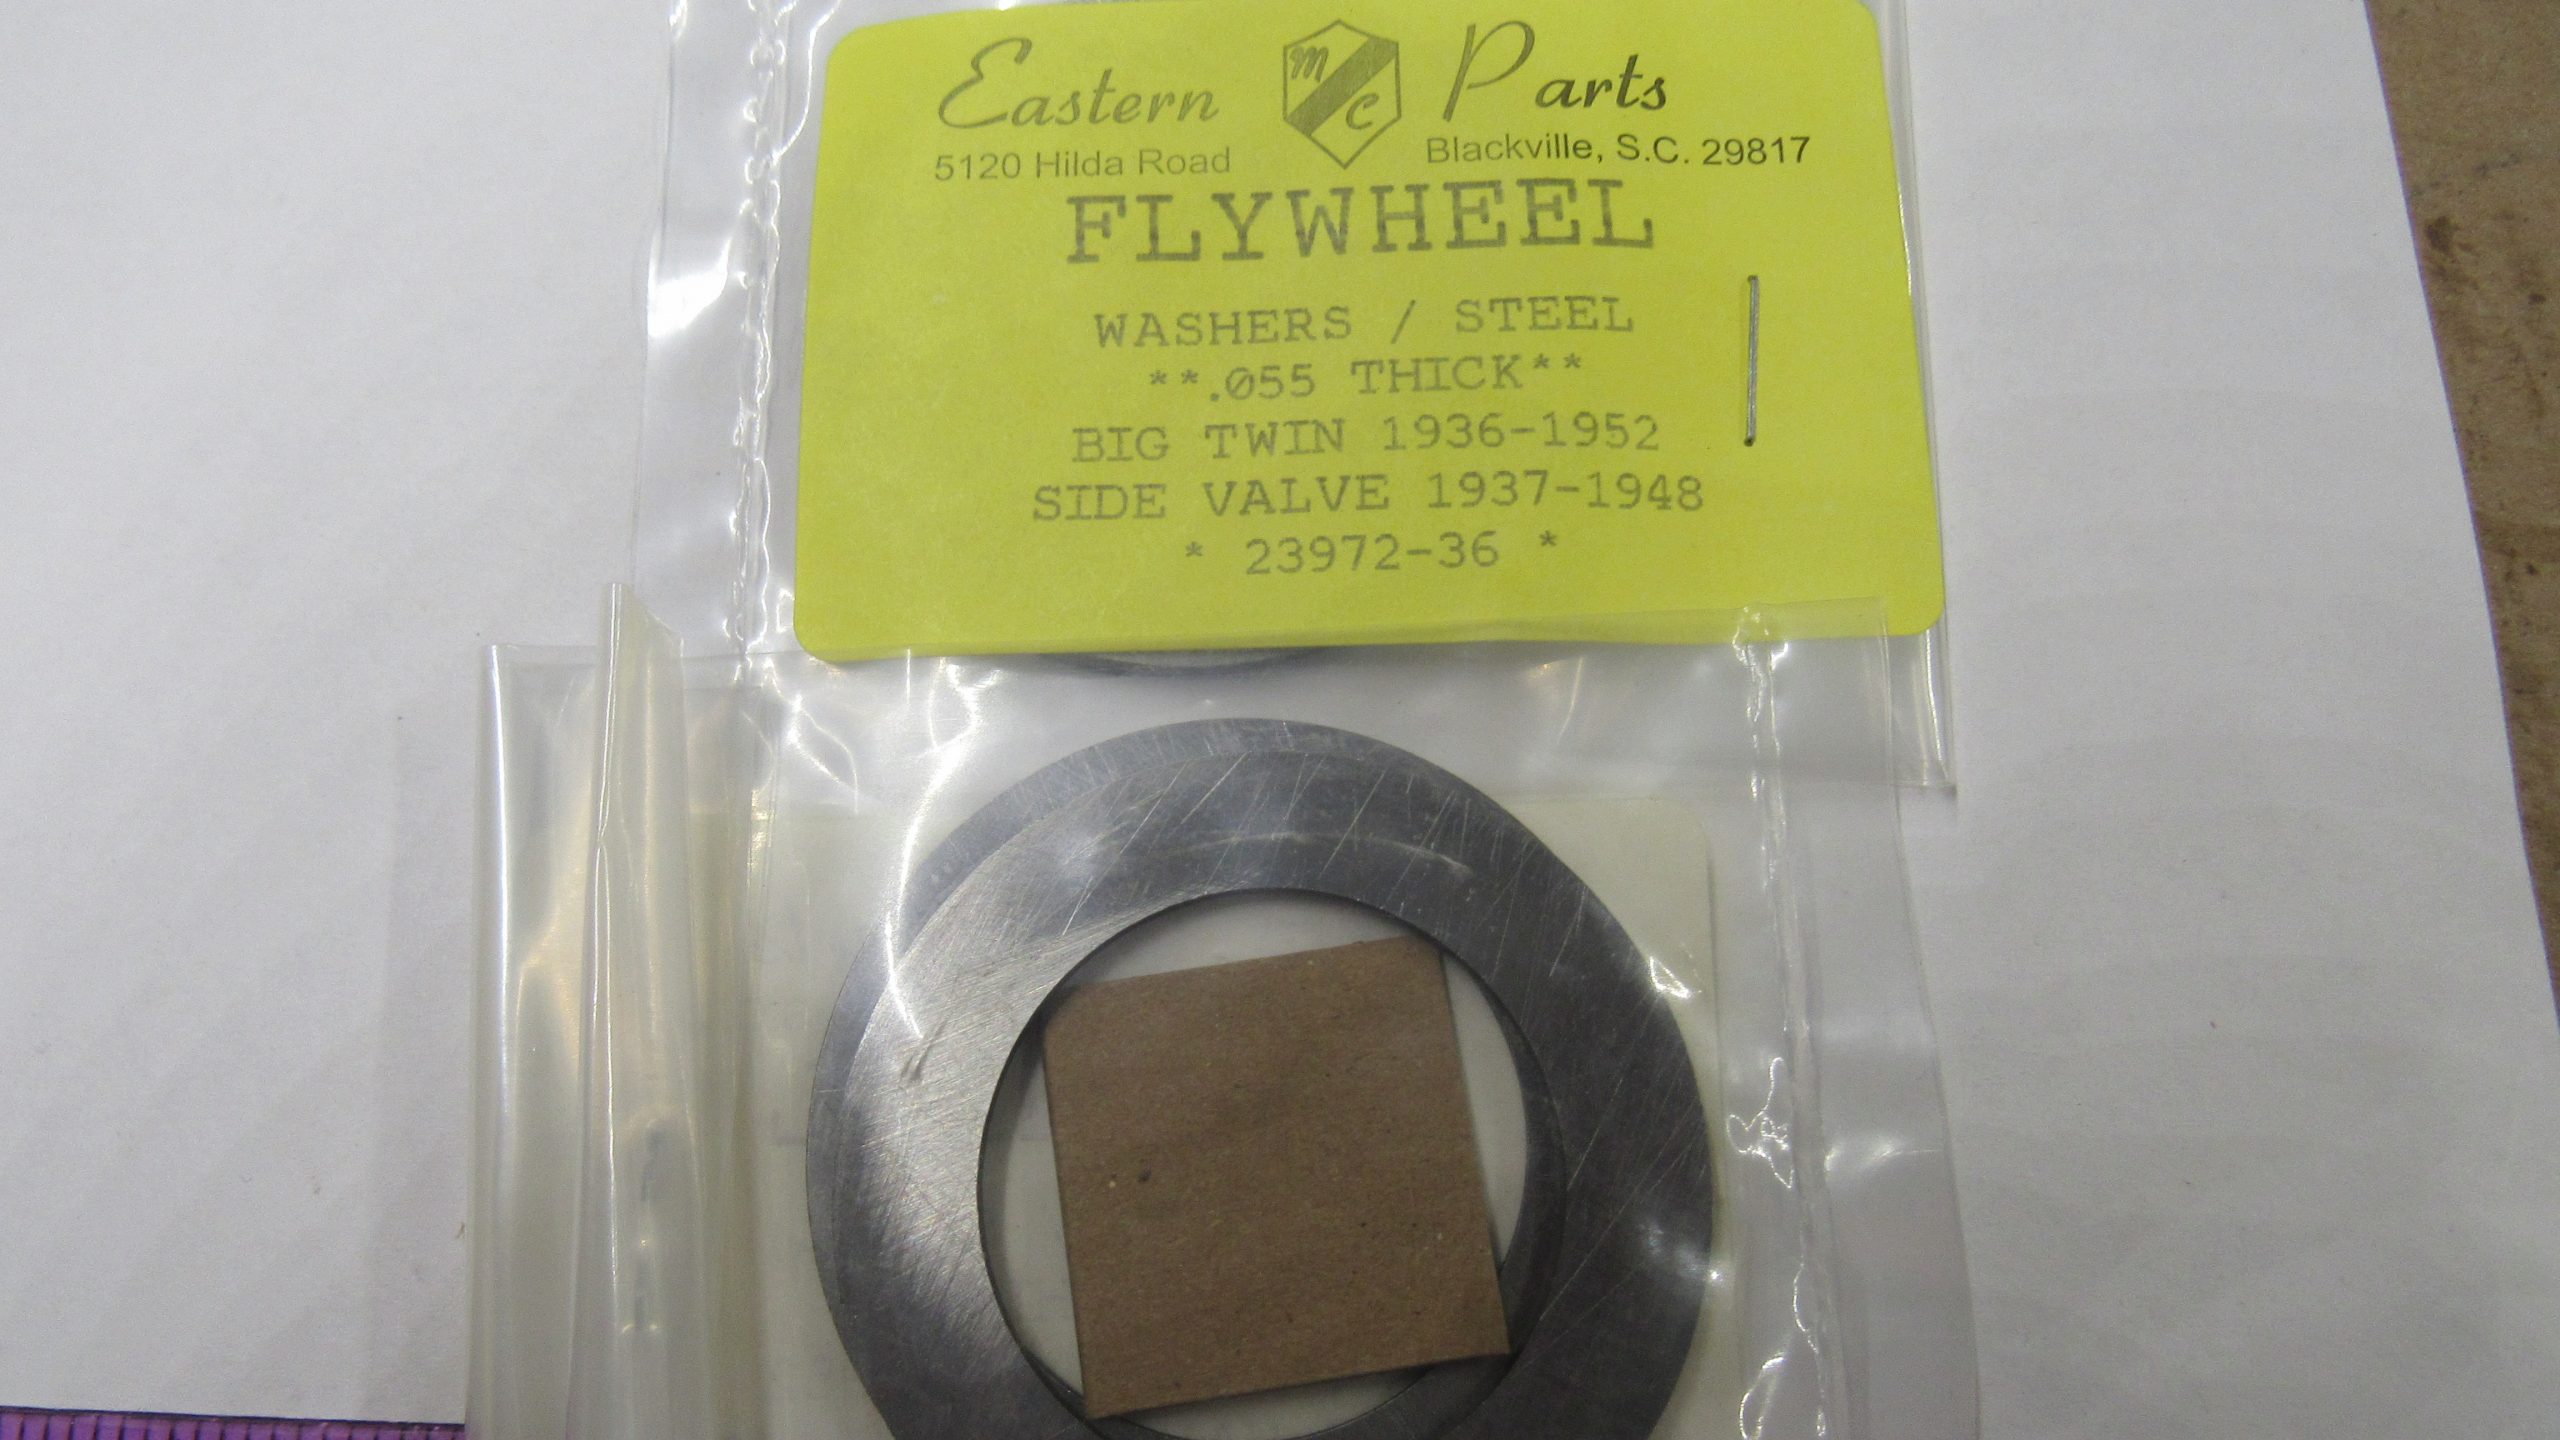 Eastern MC Parts
5120 Hilda Road Blackville, S.C. 29817
FLYWHEEL
WASHERS / STEEL
**.055 THICK**
BIG TWIN 1936-1952
SIDE VALVE 1937-1948
* 23972-36 *